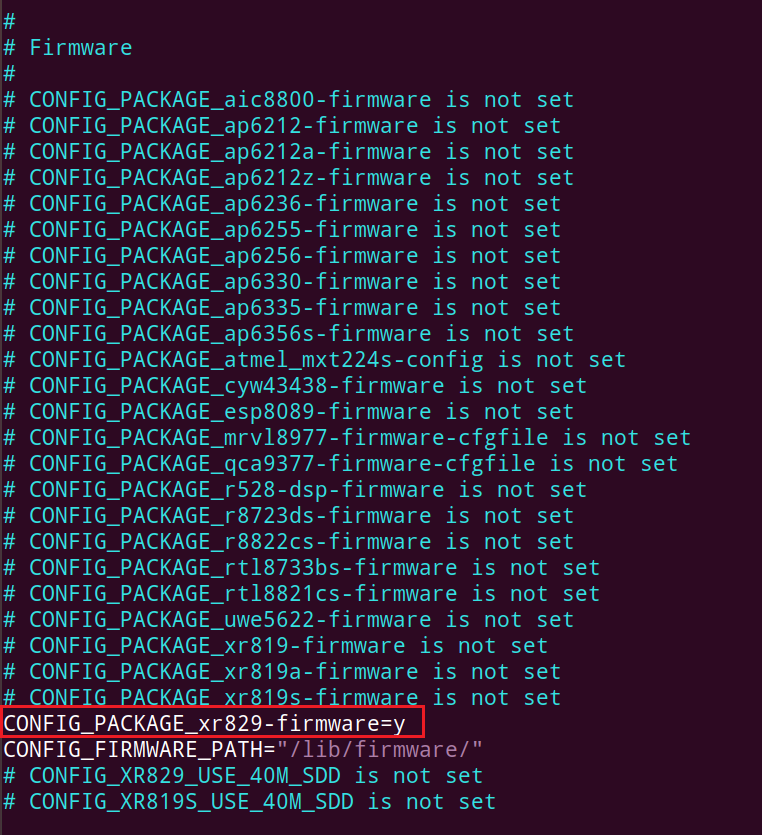 #
# Firmware
#
# CONFIG_PACKAGE_aic8800-firmware is not set
# CONFIG_PACKAGE_ap6212-firmware is not set
# CONFIG_PACKAGE_ap6212a-firmware is not set
# CONFIG_PACKAGE_ap6212z-firmware is not set
# CONFIG_PACKAGE_ap6236-firmware is not set
# CONFIG_PACKAGE_ap6255-firmware is not set
# CONFIG_PACKAGE_ap6256-firmware is not set
# CONFIG_PACKAGE_ap6330-firmware is not set
# CONFIG_PACKAGE_ap6335-firmware is not set
# CONFIG_PACKAGE_ap6356s-firmware is not set
# CONFIG_PACKAGE_atmel_mxt224s-config is not set
# CONFIG_PACKAGE_cyw43438-firmware is not set
# CONFIG_PACKAGE_esp8089-firmware is not set
# CONFIG_PACKAGE_mrvl8977-firmware-cfgfile is not set
# CONFIG_PACKAGE_qca9377-firmware-cfgfile is not set
# CONFIG_PACKAGE_r528-dsp-firmware is not set
# CONFIG_PACKAGE_r8723ds-firmware is not set
# CONFIG_PACKAGE_r8822cs-firmware is not set
# CONFIG_PACKAGE_rtl8733bs-firmware is not set
# CONFIG_PACKAGE_rtl8821cs-firmware is not set
# CONFIG_PACKAGE_uwe5622-firmware is not set
# CONFIG_PACKAGE_xr819-firmware is not set
# CONFIG_PACKAGE_xr819a-firmware is not set
# CONFIG_PACKAGE_xr819s-firmware is not set
CONFIG_PACKAGE_xr829-firmware=y
CONFIG_FIRMWARE_PATH="/lib/firmware/"
# CONFIG_XR829_USE_40M_SDD is not set
# CONFIG_XR819S_USE_40M_SDD is not set